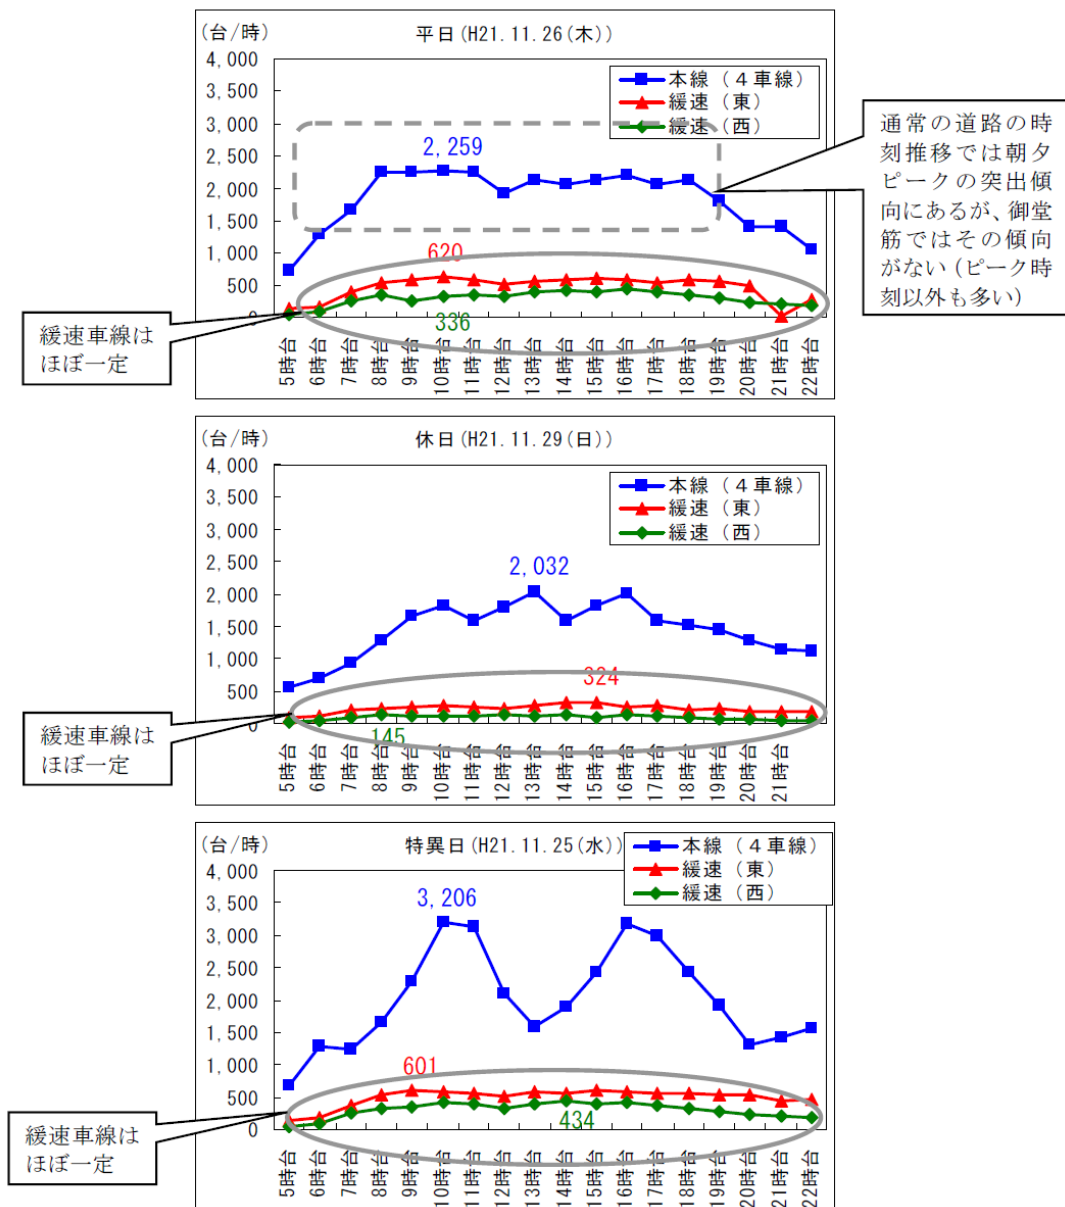 (台/時)
平日(H21.11.26(木))
4,000
3,500
3,000
2,500
2,000
1,500
1,000
500
0
本線（４車線）
緩速（東）
緩速（西）
2,259
620
336
5時台
6時台
7時台
8時台
9時台
10時台
11時台
12時台
13時台
14時台
15時台
16時台
17時台
18時台
19時台
20時台
21時台
22時台
通常の道路の時
刻推移では朝夕
ピークの突出傾
向にあるが、御堂
筋ではその傾向
がない（ピーク時
刻以外も多い）
緩速車線は
ほぼ一定
(台/時)
休日(H21.11.29(日))
4,000
3,500
3,000
2,500
2,000
1,500
1,000
500
0
本線（４車線）
緩速（東）
緩速（西）
2,032
324
145
5時台
6時台
7時台
8時台
9時台
10時台
11時台
12時台
13時台
14時台
15時台
16時台
17時台
18時台
19時台
20時台
21時台
緩速車線は
ほぼ一定
(台/時)
特異日(H21.11.25(水))
4,000
3,500
3,000
2,500
2,000
1,500
1,000
500
0
本線（４車線）
緩速（東）
緩速（西）
3,206
601
434
5時台
6時台
7時台
8時台
9時台
10時台
11時台
12時台
13時台
14時台
15時台
16時台
17時台
18時台
19時台
20時台
21時台
22時台
緩速車線は
ほぼ一定